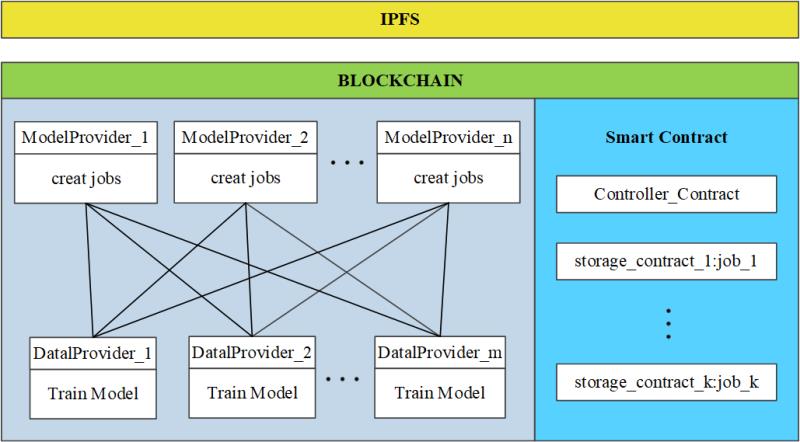 IPFS
BLOCKCHAIN
ModelProvider_1
creat jobs
ModelProvider_2
creat jobs
...
ModelProvider_n
creat jobs
DatalProvider_1
Train Model
DatalProvider_2
Train Model
...
DatalProvider_m
Train Model
Smart Contract
Controller_Contract
storage_contract_1:job_1
⋮
storage_contract_k:job_k